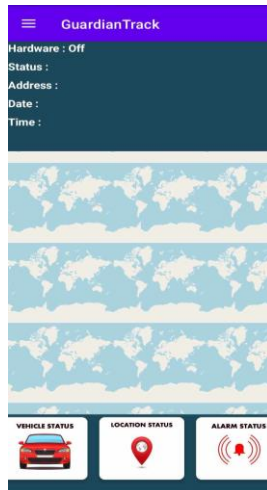 GuardianTrack
Hardware : Off
Status :
Address :
Date :
Time :
VEHICLE STATUS
LOCATION STATUS
ALARM STATUS